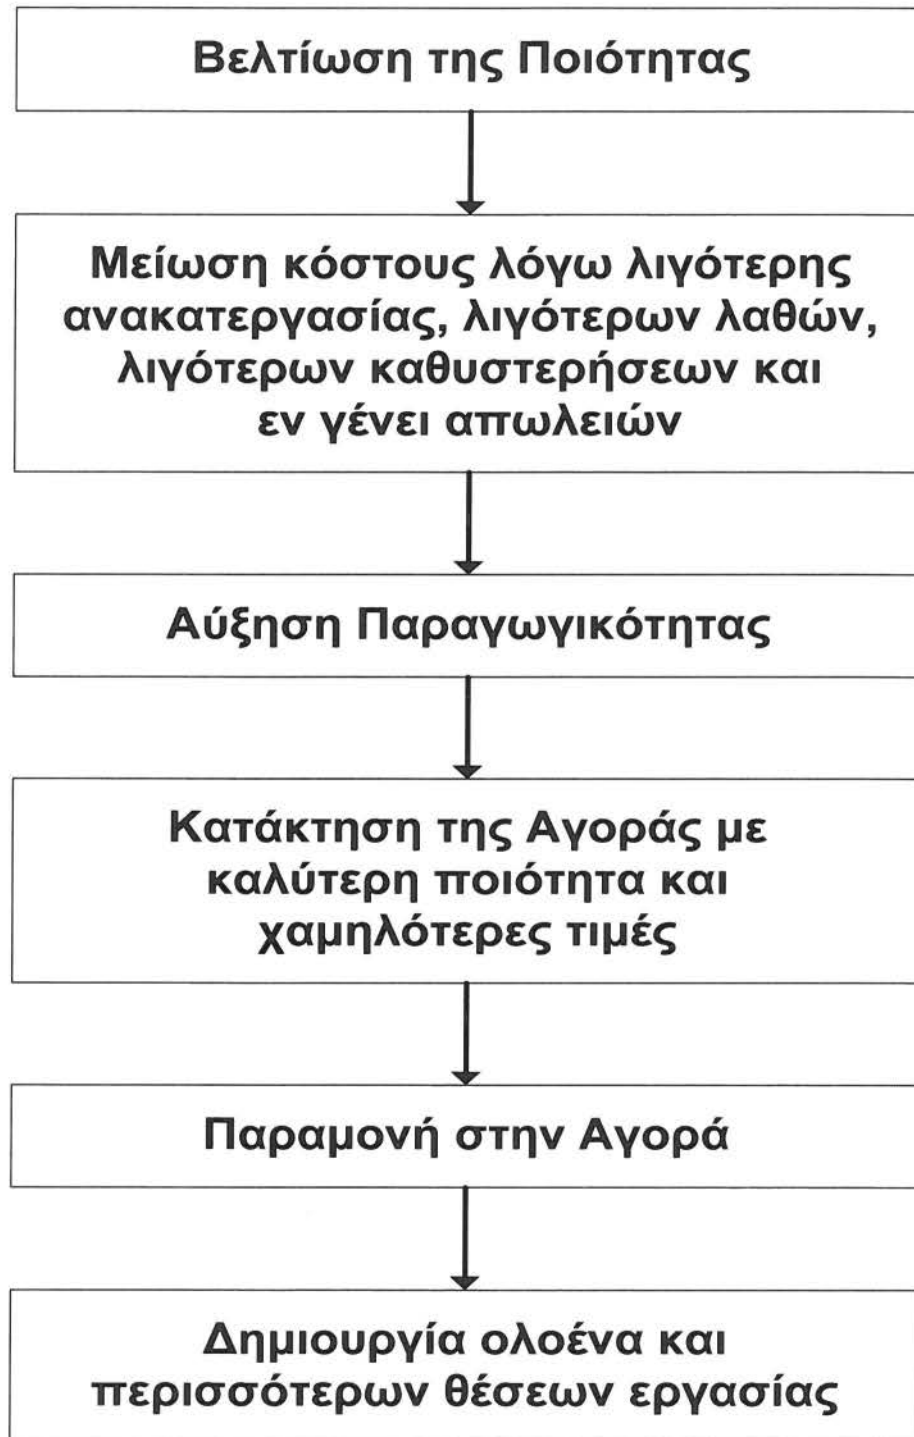 Βελτίωση της Ποιότητας
Μείωση κόστους λόγω λιγότερης
ανακατεργασίας, λιγότερων λαθών,
λιγότερων καθυστερήσεων και
εν γένει απωλειών
Αύξηση Παραγωγικότητας
Κατάκτηση της Αγοράς με
καλύτερη ποιότητα και
χαμηλότερες τιμές
Παραμονή στην Αγορά
Δημιουργία ολοένα και
περισσότερων θέσεων εργασίας